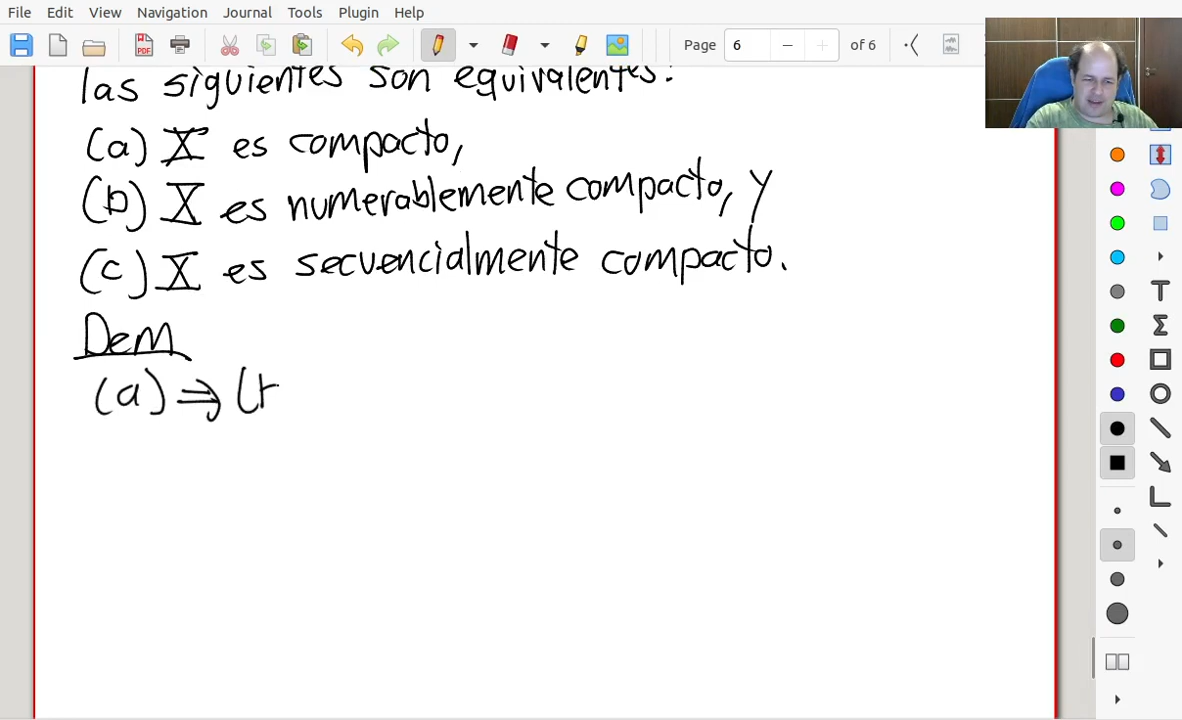 File Edit View Navigation Journal Tools Plugin Help
Page 6 of 6
las siguientes son equivalentes:
(a) X es compacto,
(b) X es numerablemente compacto, y
(c) X es secuencialmente compacto.
Dem
(a) ⇒ (